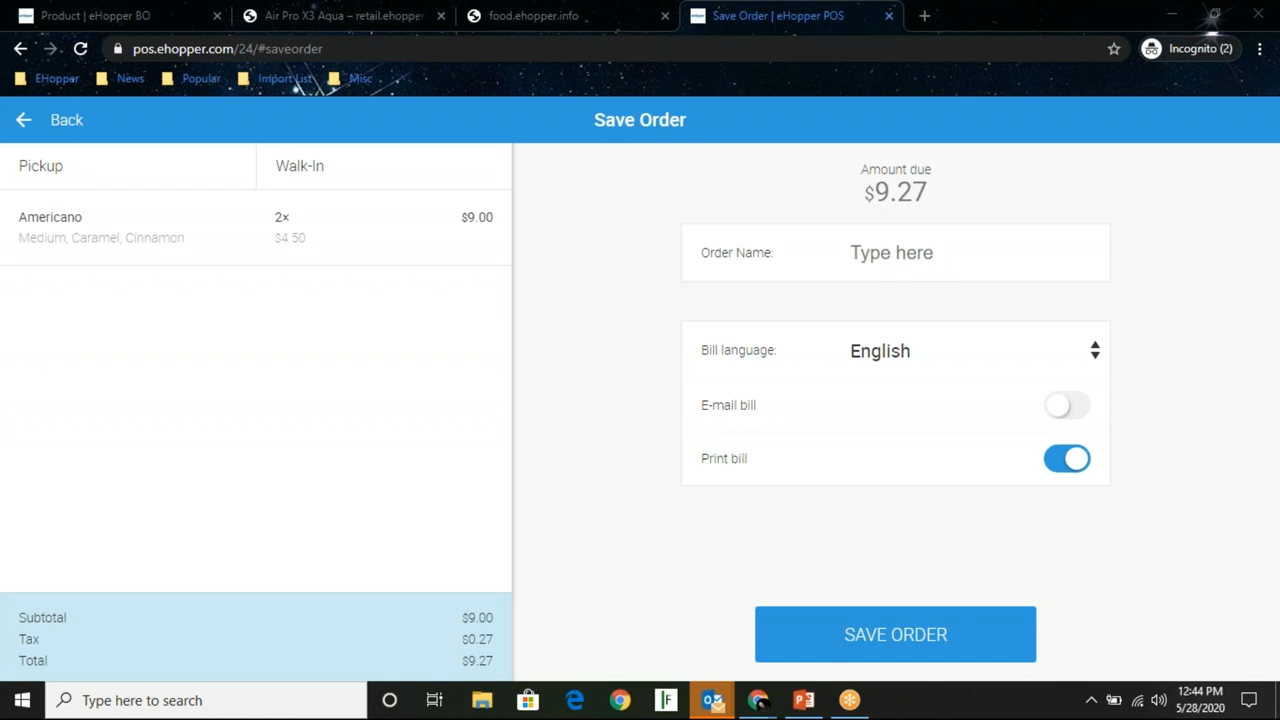 Product | eHopper BO
Air Pro X3 Aqua – retail.ehopper
food.ehopper.info
Save Order | eHopper POS
pos.ehopper.com/24/#saveorder
Incognito (2)
EHopper
News
Popular
Import List
Misc
Back
Save Order
Pickup
Walk-In
Americano 2× $9.00
Medium, Caramel, Cinnamon $4.50
Amount due
$9.27
Order Name: Type here
Bill language: English
E-mail bill
Print bill
Subtotal $9.00
Tax $0.27
Total $9.27
SAVE ORDER
Type here to search
12:44 PM
5/28/2020